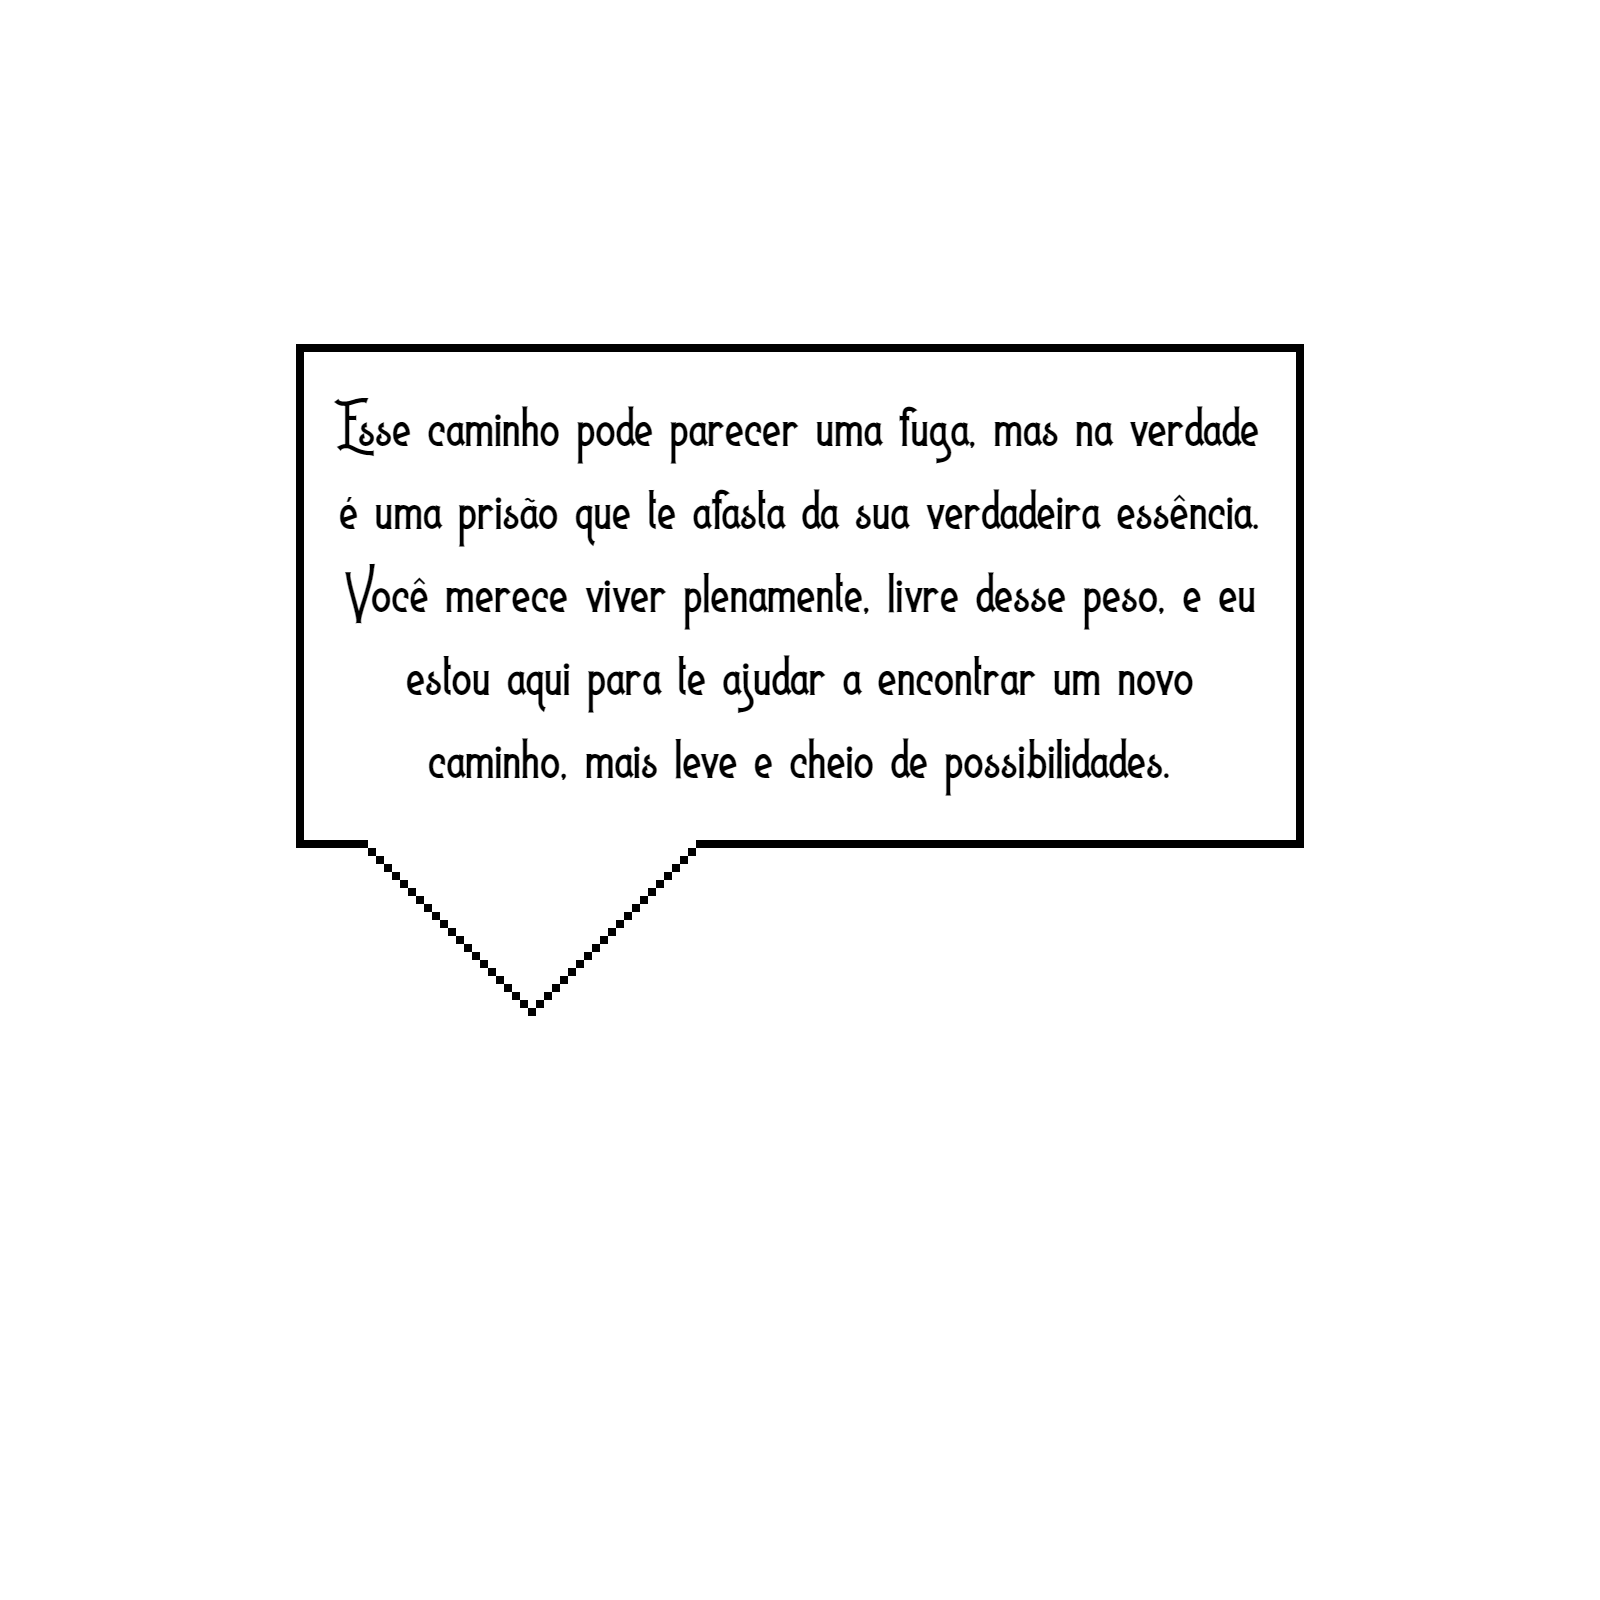 Esse caminho pode parecer uma fuga, mas na verdade
é uma prisão que te afasta da sua verdadeira essência.
Você merece viver plenamente, livre desse peso, e eu
estou aqui para te ajudar a encontrar um novo
caminho, mais leve e cheio de possibilidades.